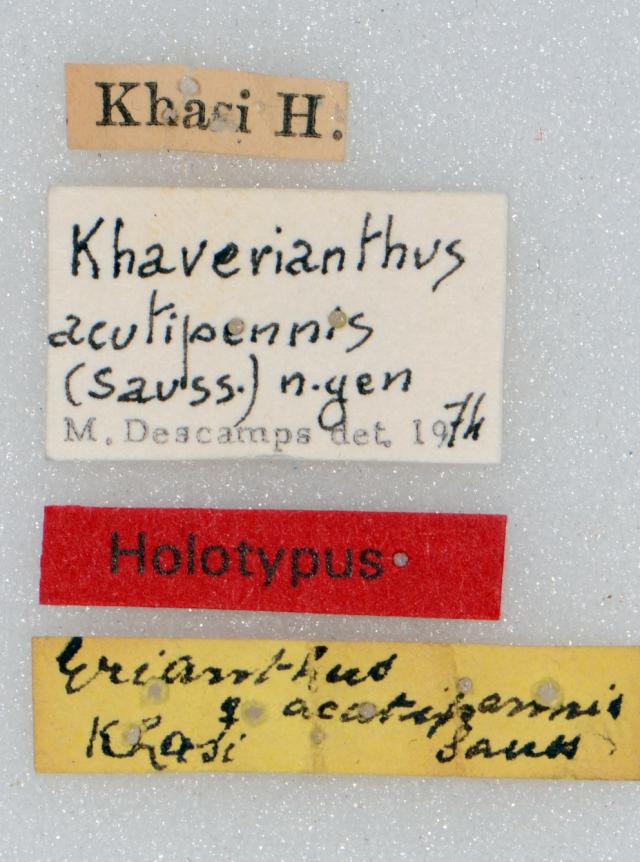 Khasi H.
Khaverianthus
acutipennis
(Sauss.) n.gen
M. Descamps det. 1974
Holotypus
Erianthus
acutipennis
Khasi Sauss